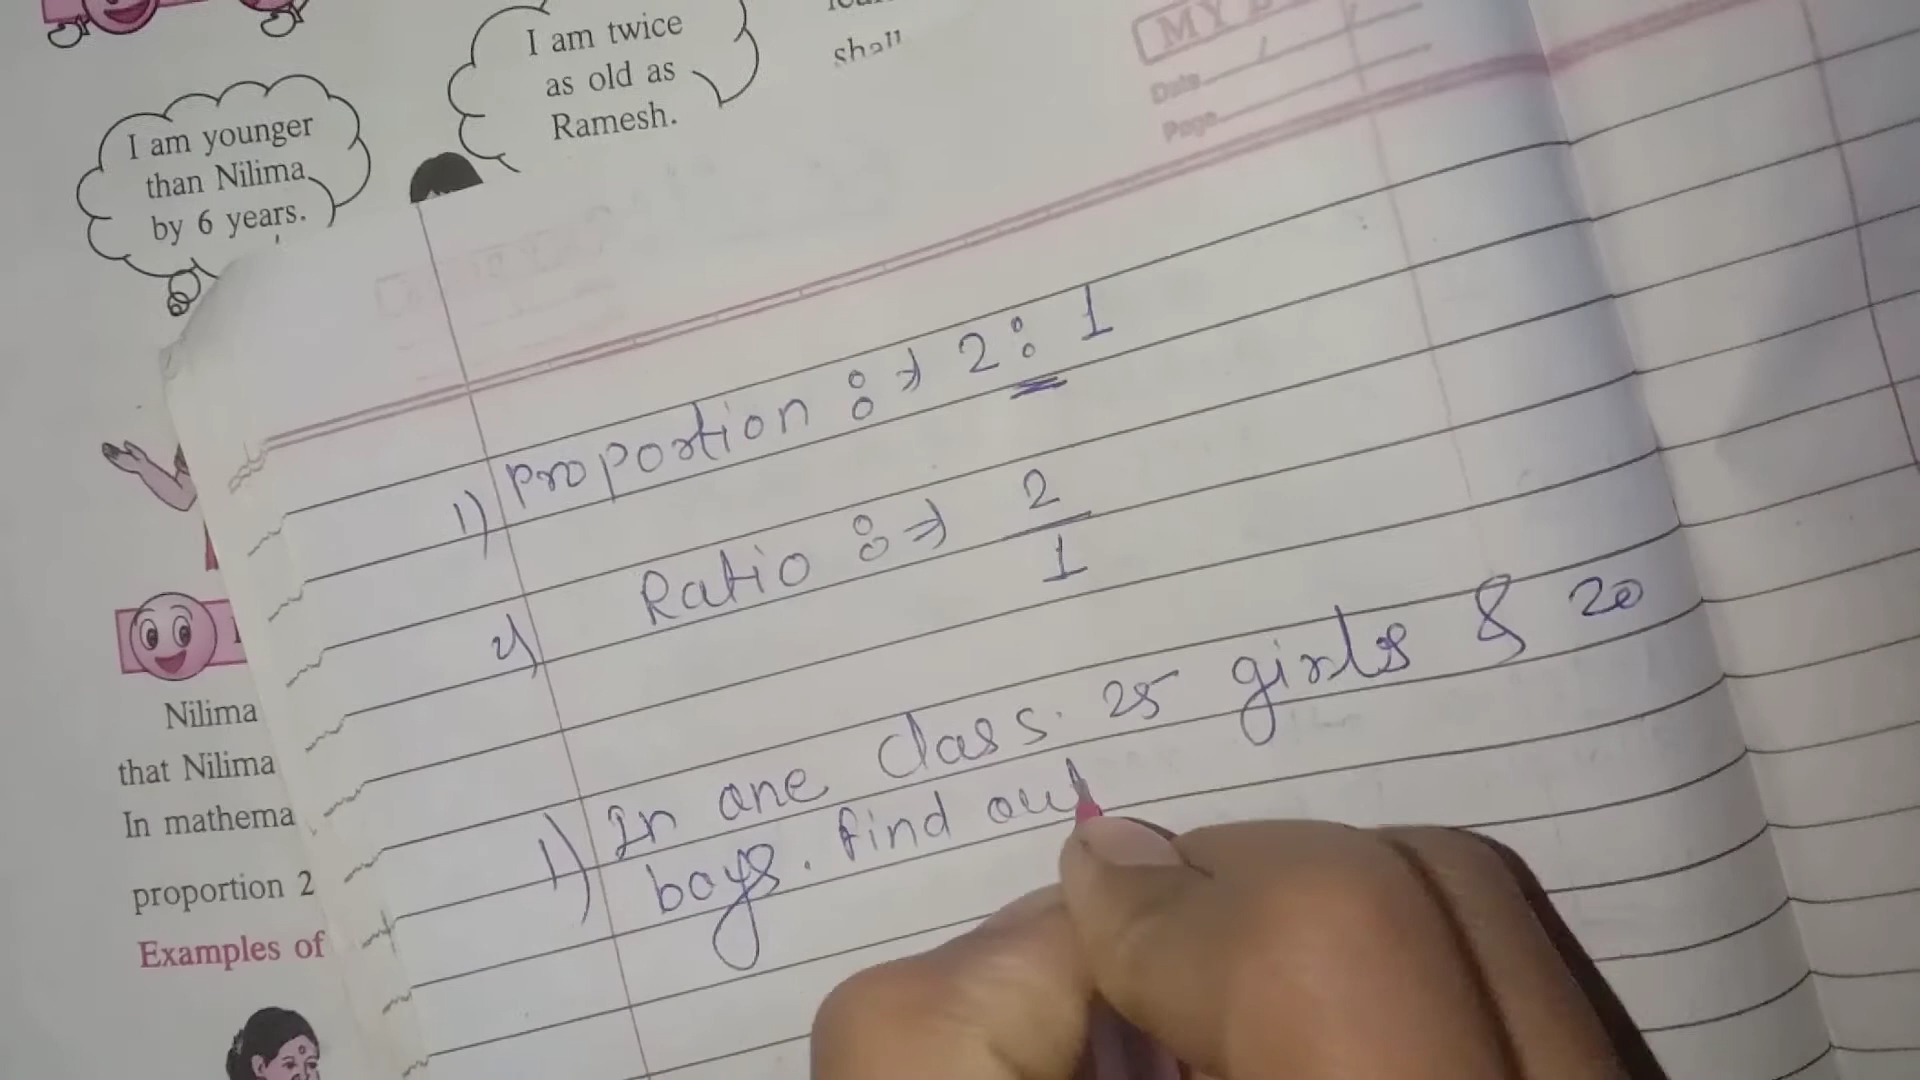 I am twice
as old as
Ramesh.
shall
I am younger
than Nilima
by 6 years.
MY
Date
Page
1) Proportion :⇒ 2 : 1
2) Ratio :⇒ 2
1
1) In one class. 25 girls & 20
boys. find out
Nilima
that Nilima
In mathema
proportion 2
Examples of